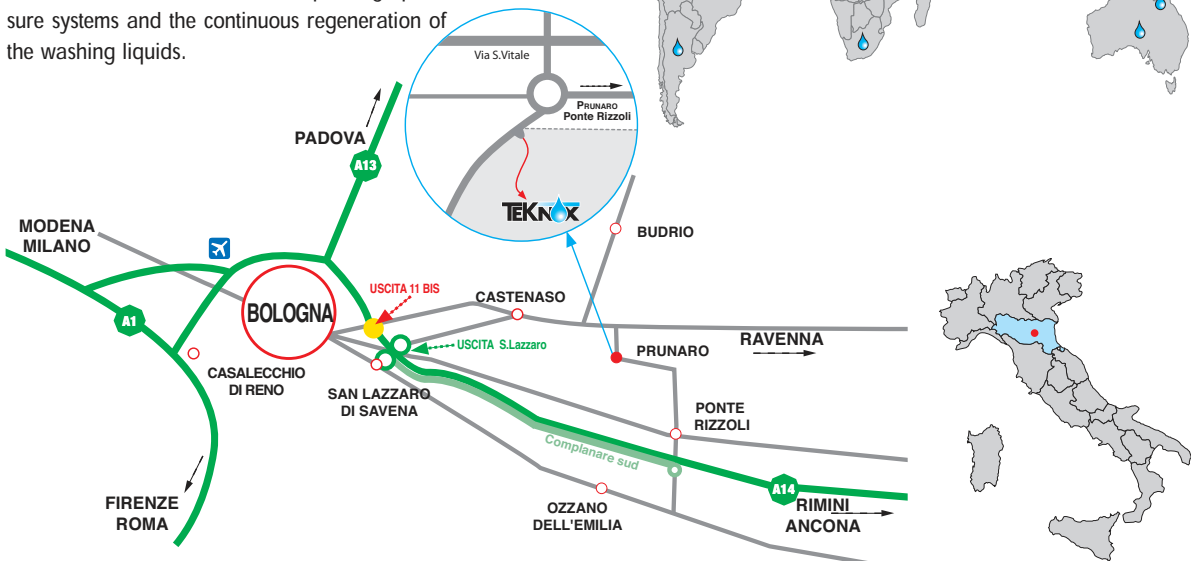 sure systems and the continuous regeneration of
the washing liquids.
Via S.Vitale
PRUNARO
Ponte Rizzoli
TEKNOX
PADOVA
A13
MODENA
MILANO
BUDRIO
USCITA 11 BIS
CASTENASO
BOLOGNA
A1
USCITA S.Lazzaro
PRUNARO
RAVENNA
CASALECCHIO
DI RENO
SAN LAZZARO
DI SAVENA
PONTE
RIZZOLI
Complanare sud
A14
FIRENZE
ROMA
OZZANO
DELL'EMILIA
RIMINI
ANCONA